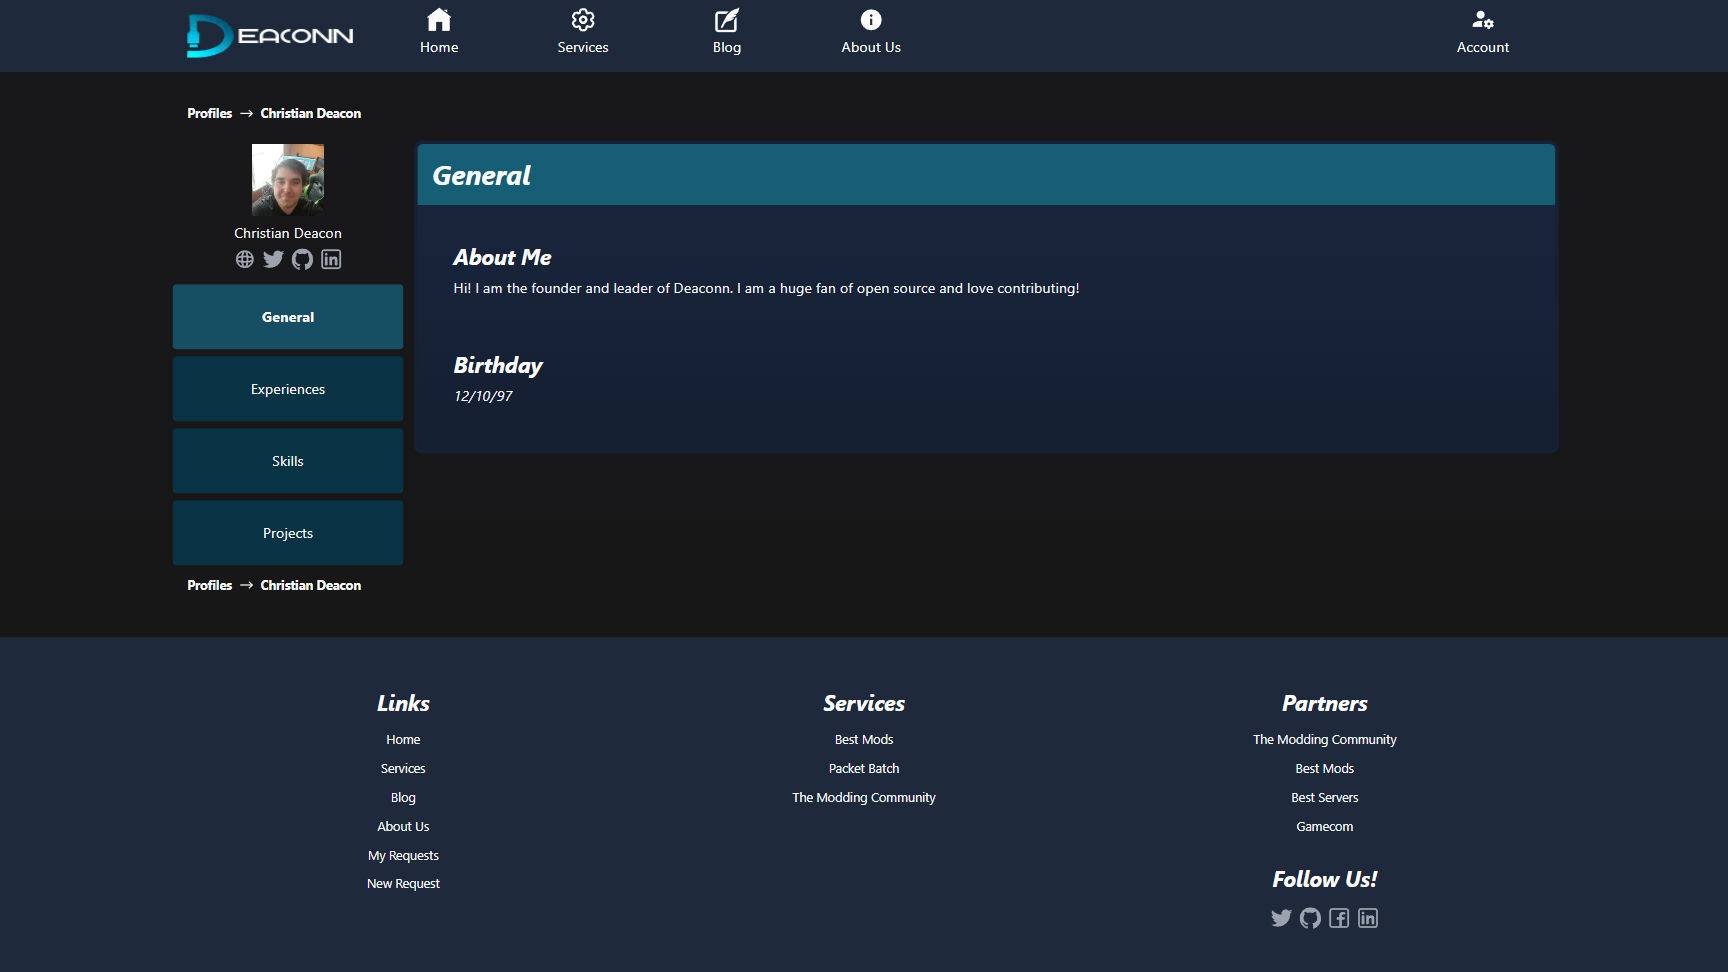 DEACONN
Home
Services
Blog
About Us
Account
Profiles → Christian Deacon
Christian Deacon
General
Experiences
Skills
Projects
Profiles → Christian Deacon
General
About Me
Hi! I am the founder and leader of Deaconn. I am a huge fan of open source and love contributing!
Birthday
12/10/97
Links
Home
Services
Blog
About Us
My Requests
New Request
Services
Best Mods
Packet Batch
The Modding Community
Partners
The Modding Community
Best Mods
Best Servers
Gamecom
Follow Us!